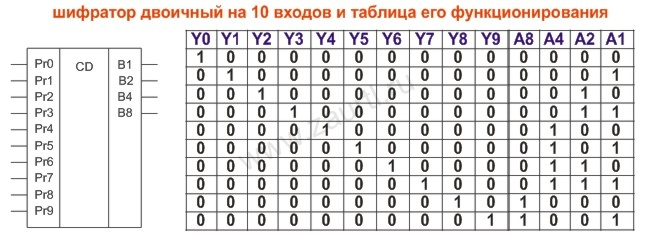 шифратор двоичный на 10 входов и таблица его функционирования
Pr0 CD B1
Pr1 B2
Pr2 B4
Pr3 B8
Pr4
Pr5
Pr6
Pr7
Pr8
Pr9
Y0 Y1 Y2 Y3 Y4 Y5 Y6 Y7 Y8 Y9 A8 A4 A2 A1
1 0 0 0 0 0 0 0 0 0 0 0 0 0
0 1 0 0 0 0 0 0 0 0 0 0 0 1
0 0 1 0 0 0 0 0 0 0 0 0 1 0
0 0 0 1 0 0 0 0 0 0 0 0 1 1
0 0 0 0 1 0 0 0 0 0 0 1 0 0
0 0 0 0 0 1 0 0 0 0 0 1 0 1
0 0 0 0 0 0 1 0 0 0 0 1 1 0
0 0 0 0 0 0 0 1 0 0 0 1 1 1
0 0 0 0 0 0 0 0 1 0 1 0 0 0
0 0 0 0 0 0 0 0 0 1 1 0 0 1